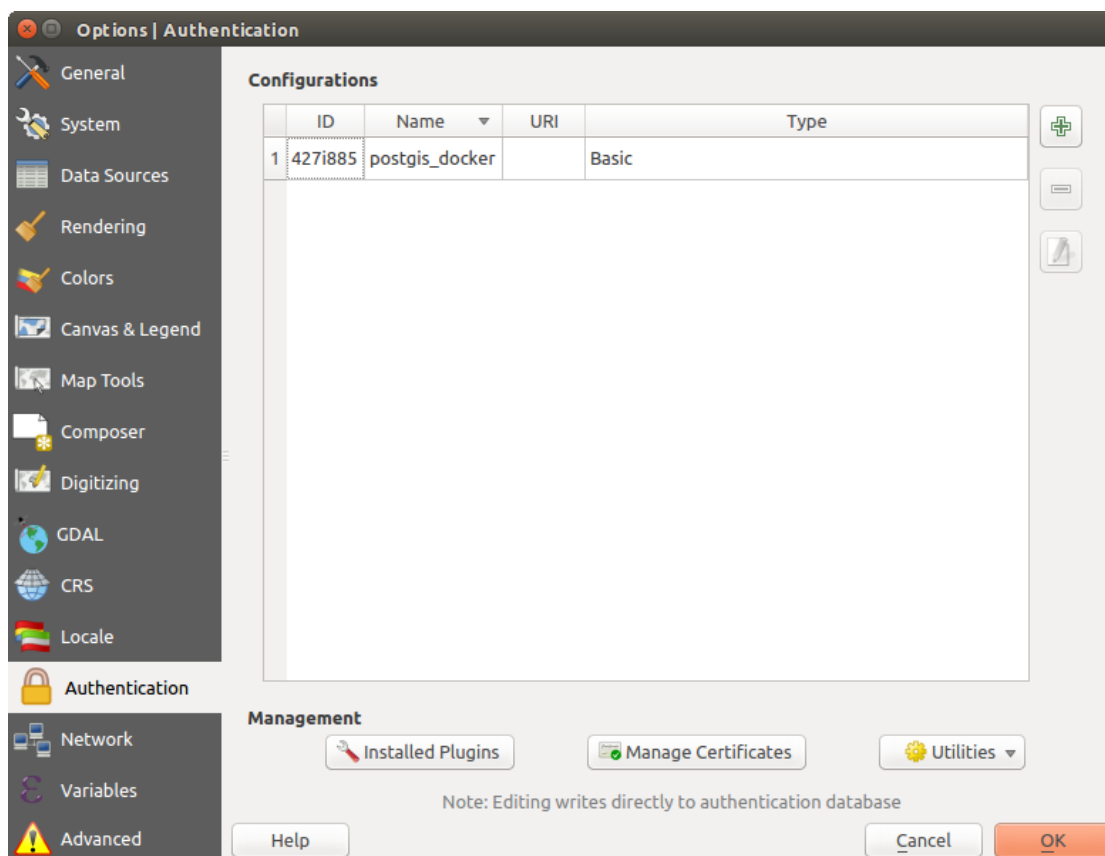 Options | Authentication
General
System
Data Sources
Rendering
Colors
Canvas & Legend
Map Tools
Composer
Digitizing
GDAL
CRS
Locale
Authentication
Network
Variables
Advanced
Configurations
ID Name URI Type
1 427i885 postgis_docker Basic
Management
Installed Plugins Manage Certificates Utilities
Note: Editing writes directly to authentication database
Help Cancel OK